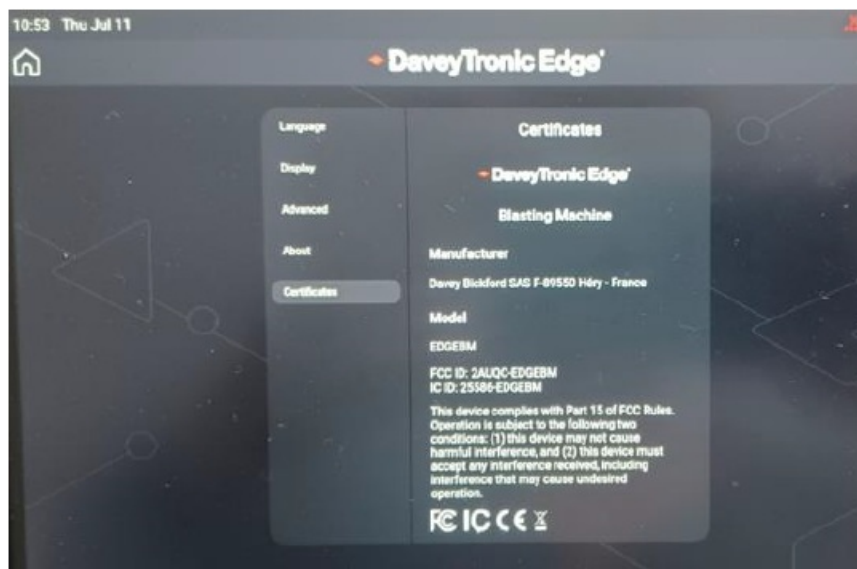 10:53 Thu Jul 11
DaveyTronic Edge®
Language
Display
Advanced
About
Certificates
Certificates
DaveyTronic Edge®
Blasting Machine
Manufacturer
Davey Bickford SAS F-89550 Héry - France
Model
EDGEBM
FCC ID: 2AUQC-EDGEBM
IC ID: 25586-EDGEBM
This device complies with Part 15 of FCC Rules.
Operation is subject to the following two
conditions: (1) this device may not cause
harmful interference, and (2) this device must
accept any interference received, including
interference that may cause undesired
operation.
FC IC CE